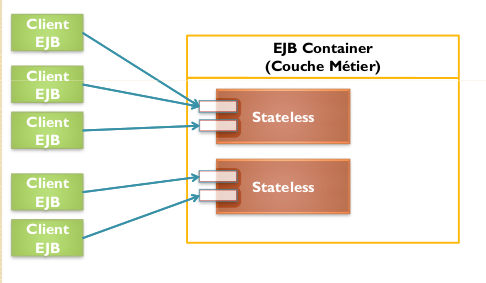 Client
EJB
Client
EJB
Client
EJB
Client
EJB
Client
EJB
EJB Container
(Couche Métier)
Stateless
Stateless